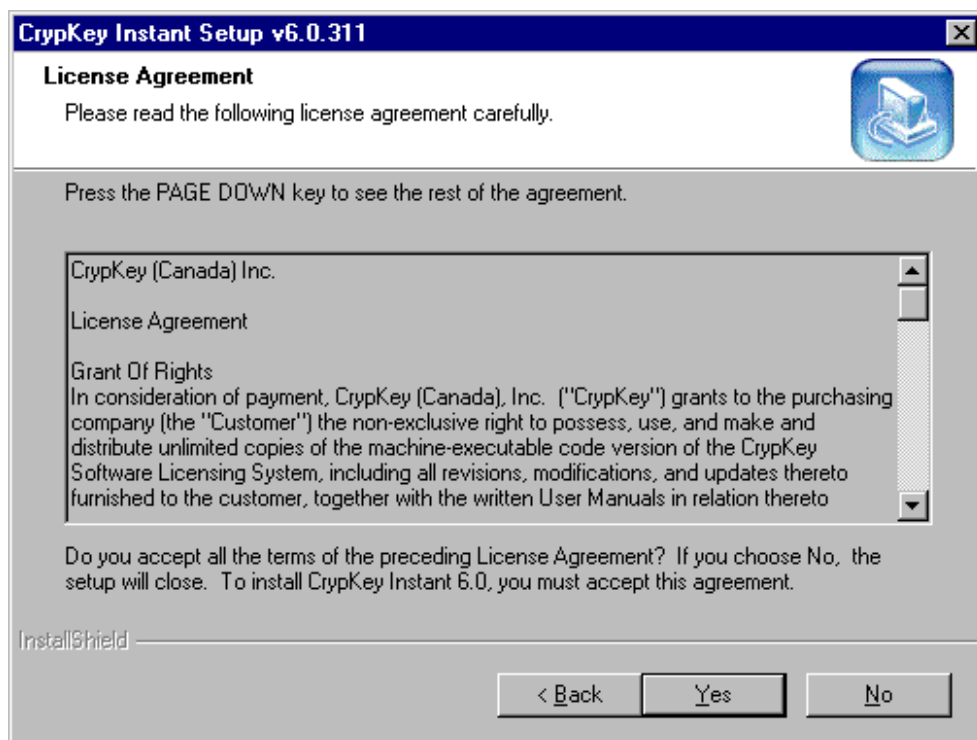 CrypKey Instant Setup v6.0.311
License Agreement
Please read the following license agreement carefully.
Press the PAGE DOWN key to see the rest of the agreement.
CrypKey (Canada) Inc.
License Agreement
Grant Of Rights
In consideration of payment, CrypKey (Canada), Inc.  ("CrypKey") grants to the purchasing
company (the "Customer") the non-exclusive right to possess, use, and make and
distribute unlimited copies of the machine-executable code version of the CrypKey
Software Licensing System, including all revisions, modifications, and updates thereto
furnished to the customer, together with the written User Manuals in relation thereto
Do you accept all the terms of the preceding License Agreement?  If you choose No,  the
setup will close.  To install CrypKey Instant 6.0, you must accept this agreement.
InstallShield
< Back
Yes
No